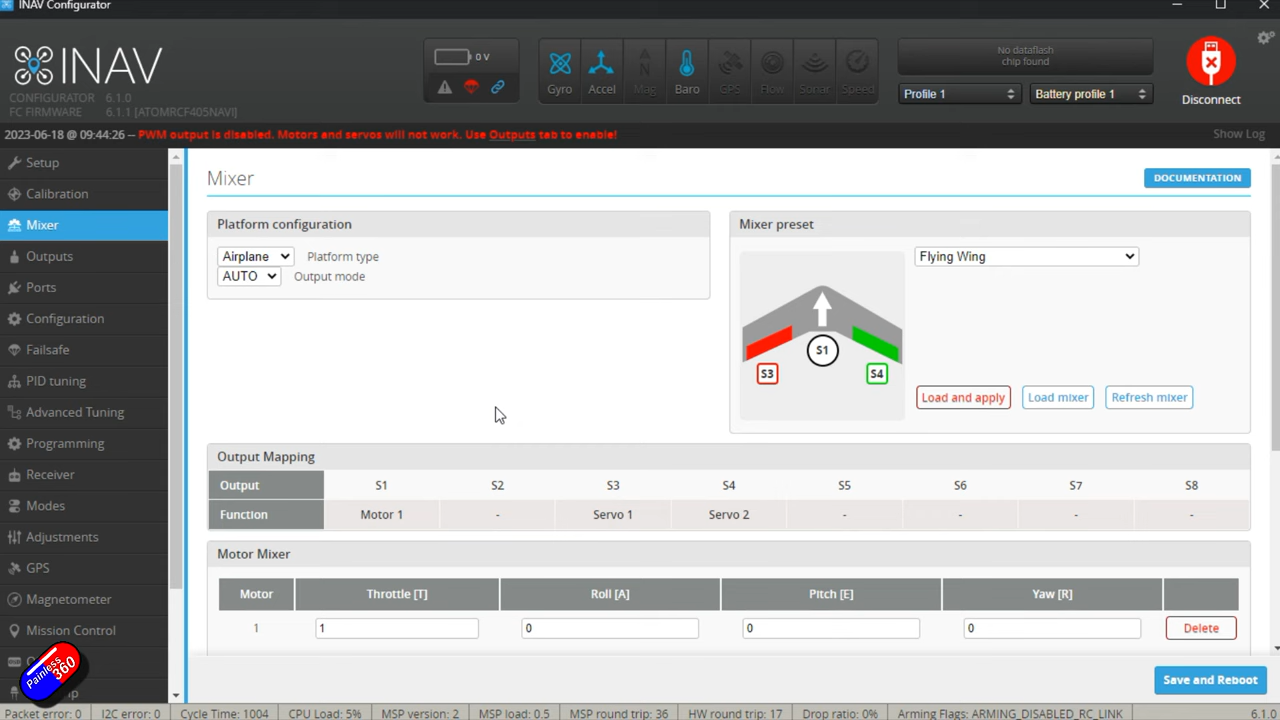 INAV Configurator
INAV
CONFIGURATOR 6.1.0
FC FIRMWARE 6.1.1 [ATOMRCF405NAVI]
0 V
Gyro Accel Mag Baro GPS Flow Sonar Speed
No dataflash
chip found
Profile 1
Battery profile 1
Disconnect
2023-06-18 @ 09:44:26 -- PWM output is disabled. Motors and servos will not work. Use Outputs tab to enable!
Show Log
Setup
Calibration
Mixer
Outputs
Ports
Configuration
Failsafe
PID tuning
Advanced Tuning
Programming
Receiver
Modes
Adjustments
GPS
Magnetometer
Mission Control
Painless
360
Mixer
DOCUMENTATION
Platform configuration
Airplane Platform type
AUTO Output mode
Mixer preset
Flying Wing
S1
S3 S4
Load and apply Load mixer Refresh mixer
Output Mapping
Output S1 S2 S3 S4 S5 S6 S7 S8
Function Motor 1 - Servo 1 Servo 2 - - - -
Motor Mixer
Motor Throttle [T] Roll [A] Pitch [E] Yaw [R]
1 1 0 0 0 Delete
Save and Reboot
Packet error: 0 I2C error: 0 Cycle Time: 1004 CPU Load: 5% MSP version: 2 MSP load: 0.5 MSP round trip: 36 HW round trip: 17 Drop ratio: 0% Arming Flags: ARMING_DISABLED_RC_LINK 6.1.0